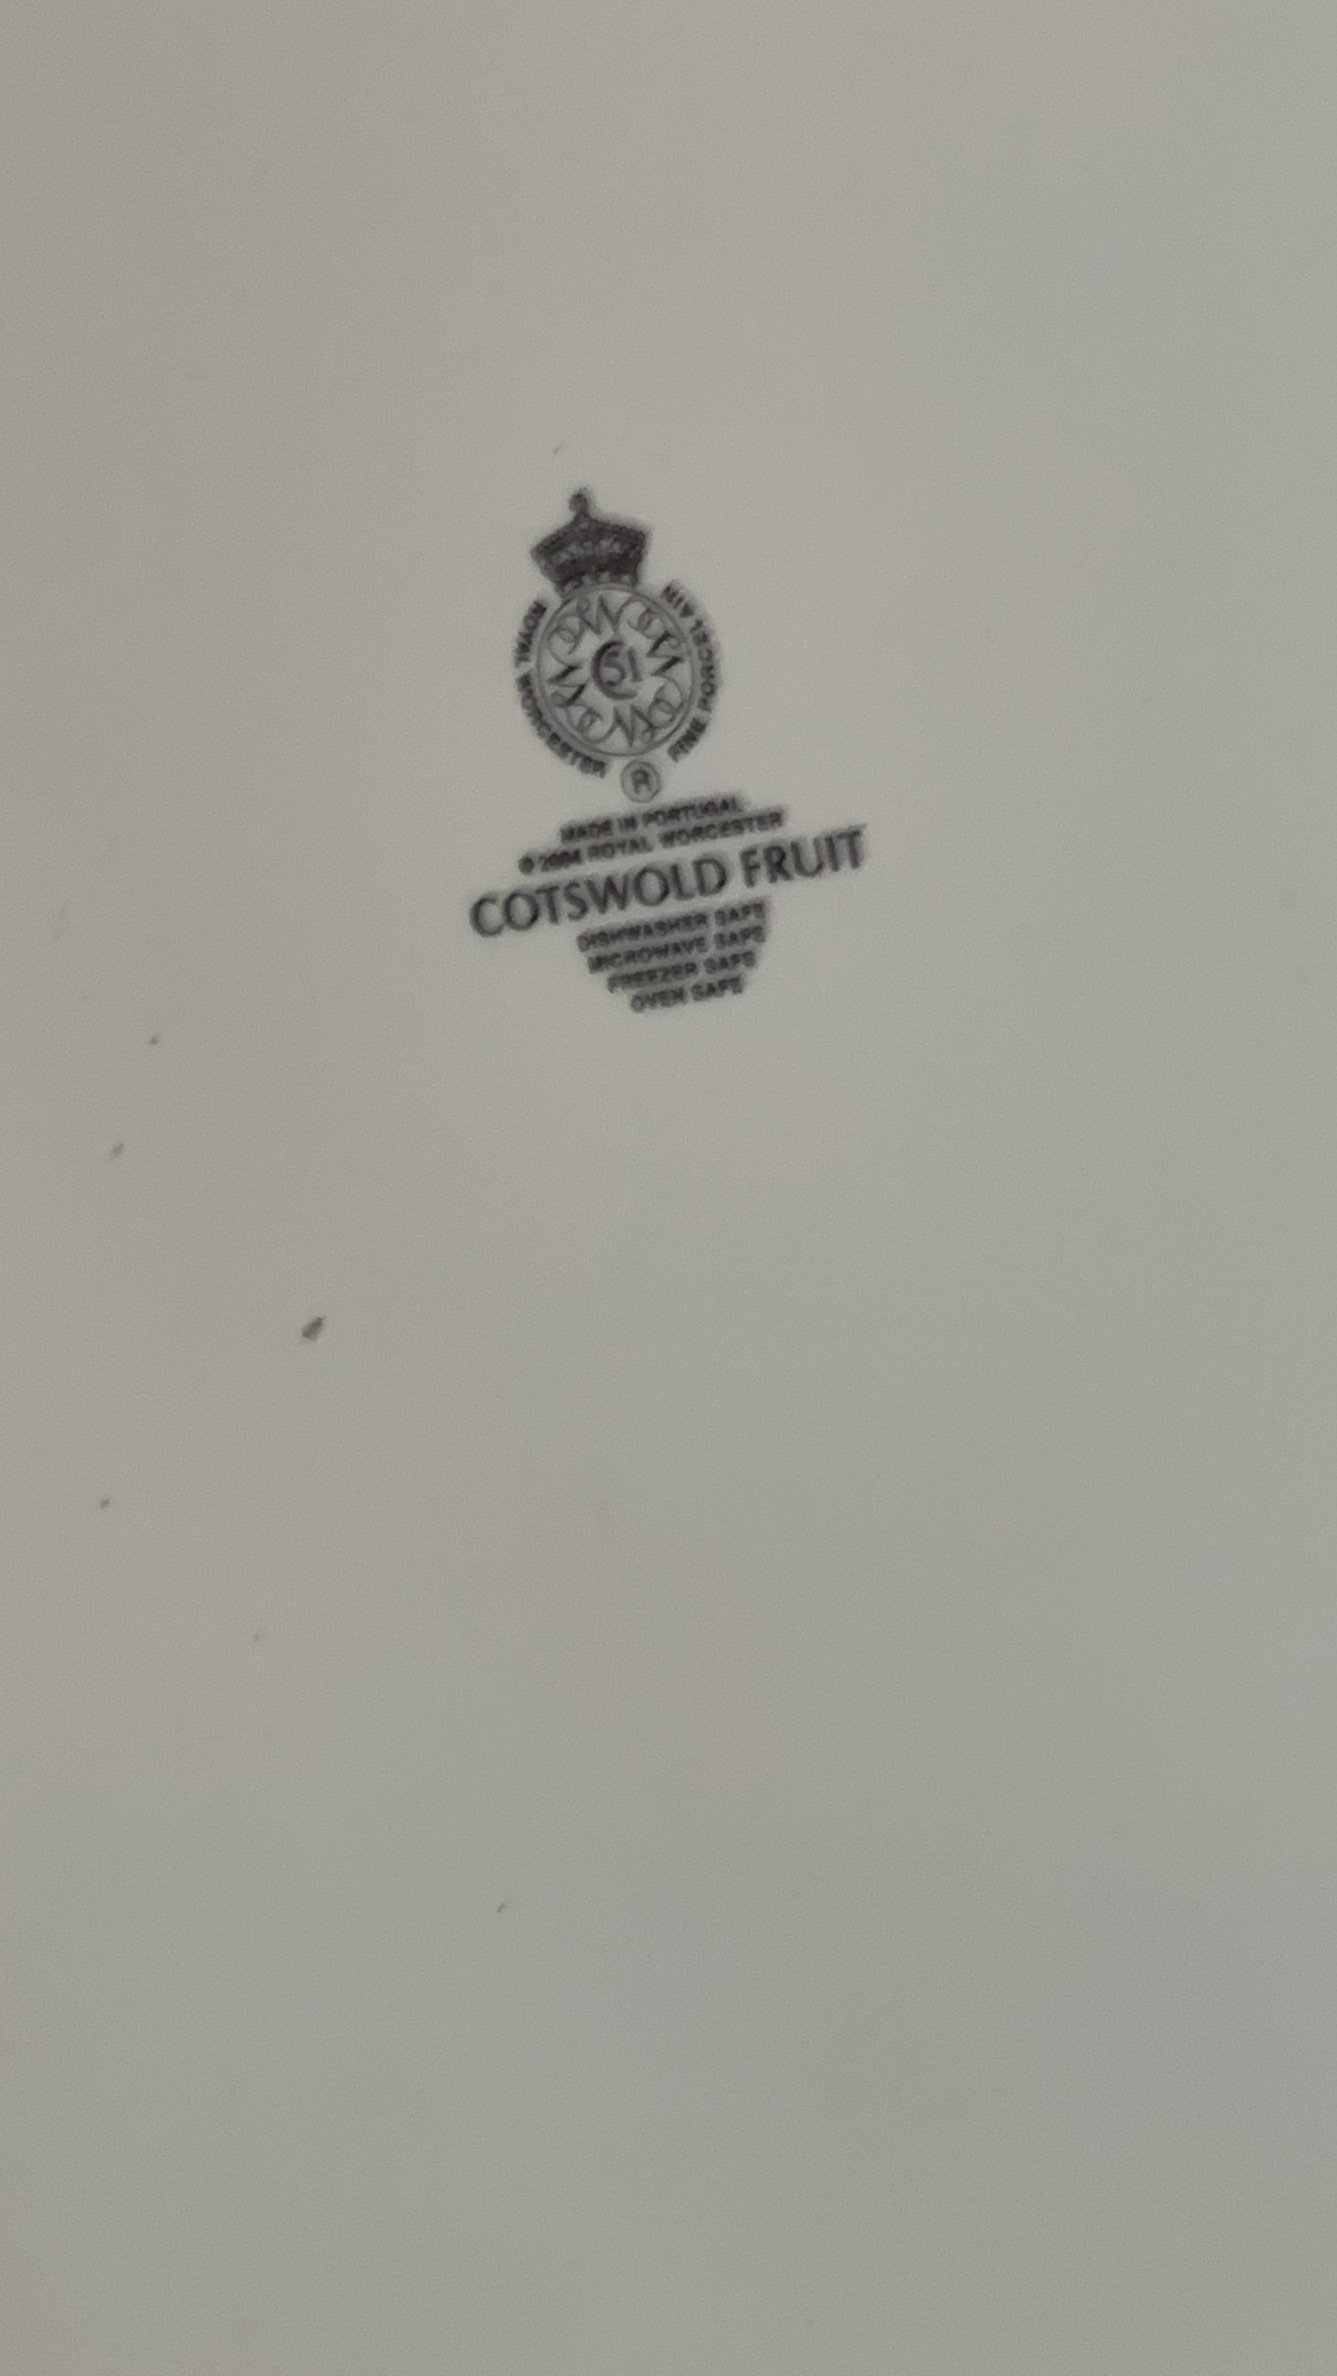 ROYAL WORCESTER
FINE PORCELAIN
51
®
MADE IN PORTUGAL
© 2004 ROYAL WORCESTER
COTSWOLD FRUIT
DISHWASHER SAFE
MICROWAVE SAFE
FREEZER SAFE
OVEN SAFE